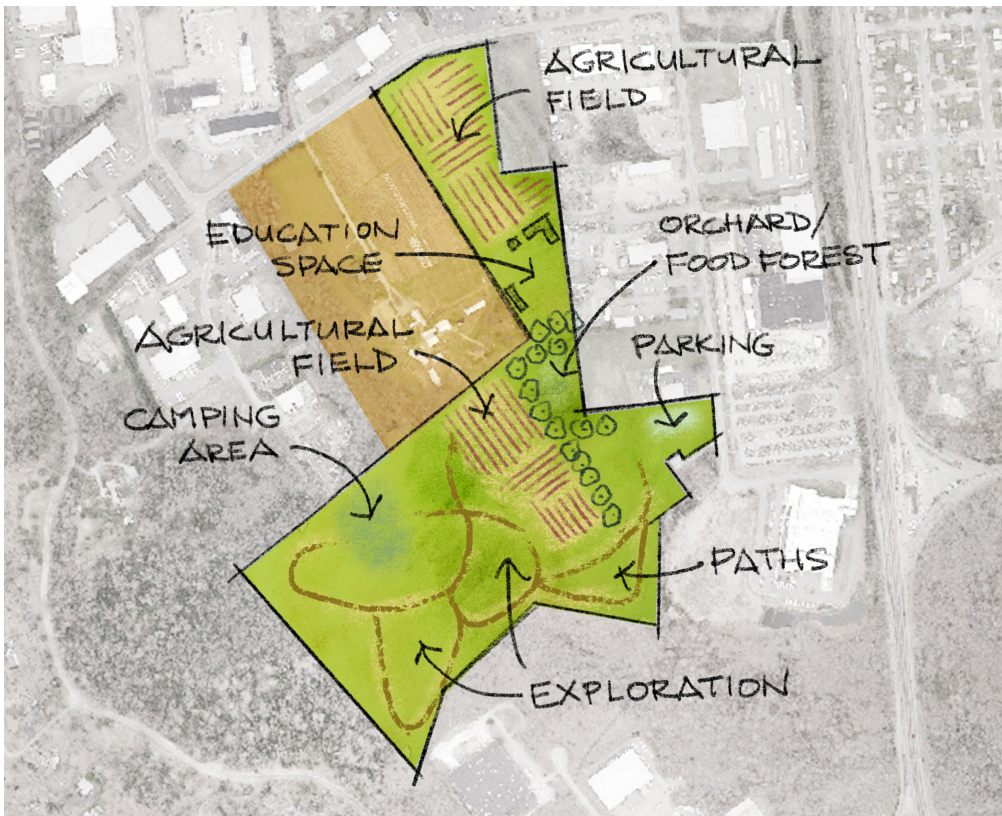 AGRICULTURAL
FIELD
EDUCATION
SPACE
ORCHARD/
FOOD FOREST
AGRICULTURAL
FIELD
PARKING
CAMPING
AREA
PATHS
EXPLORATION